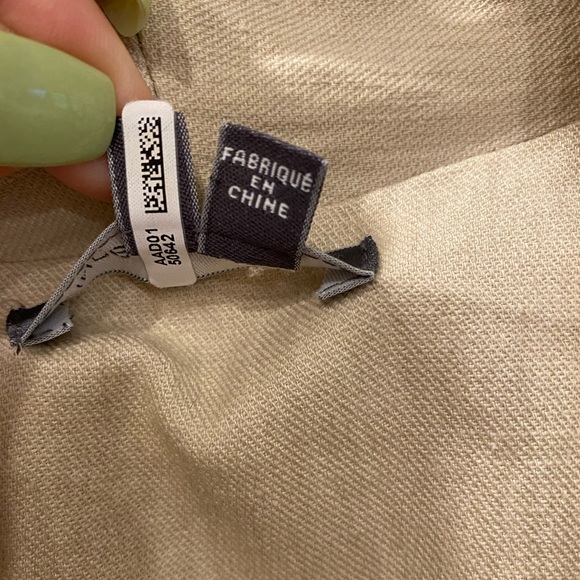 AAD01
50642
FABRIQUÉ
EN
CHINE